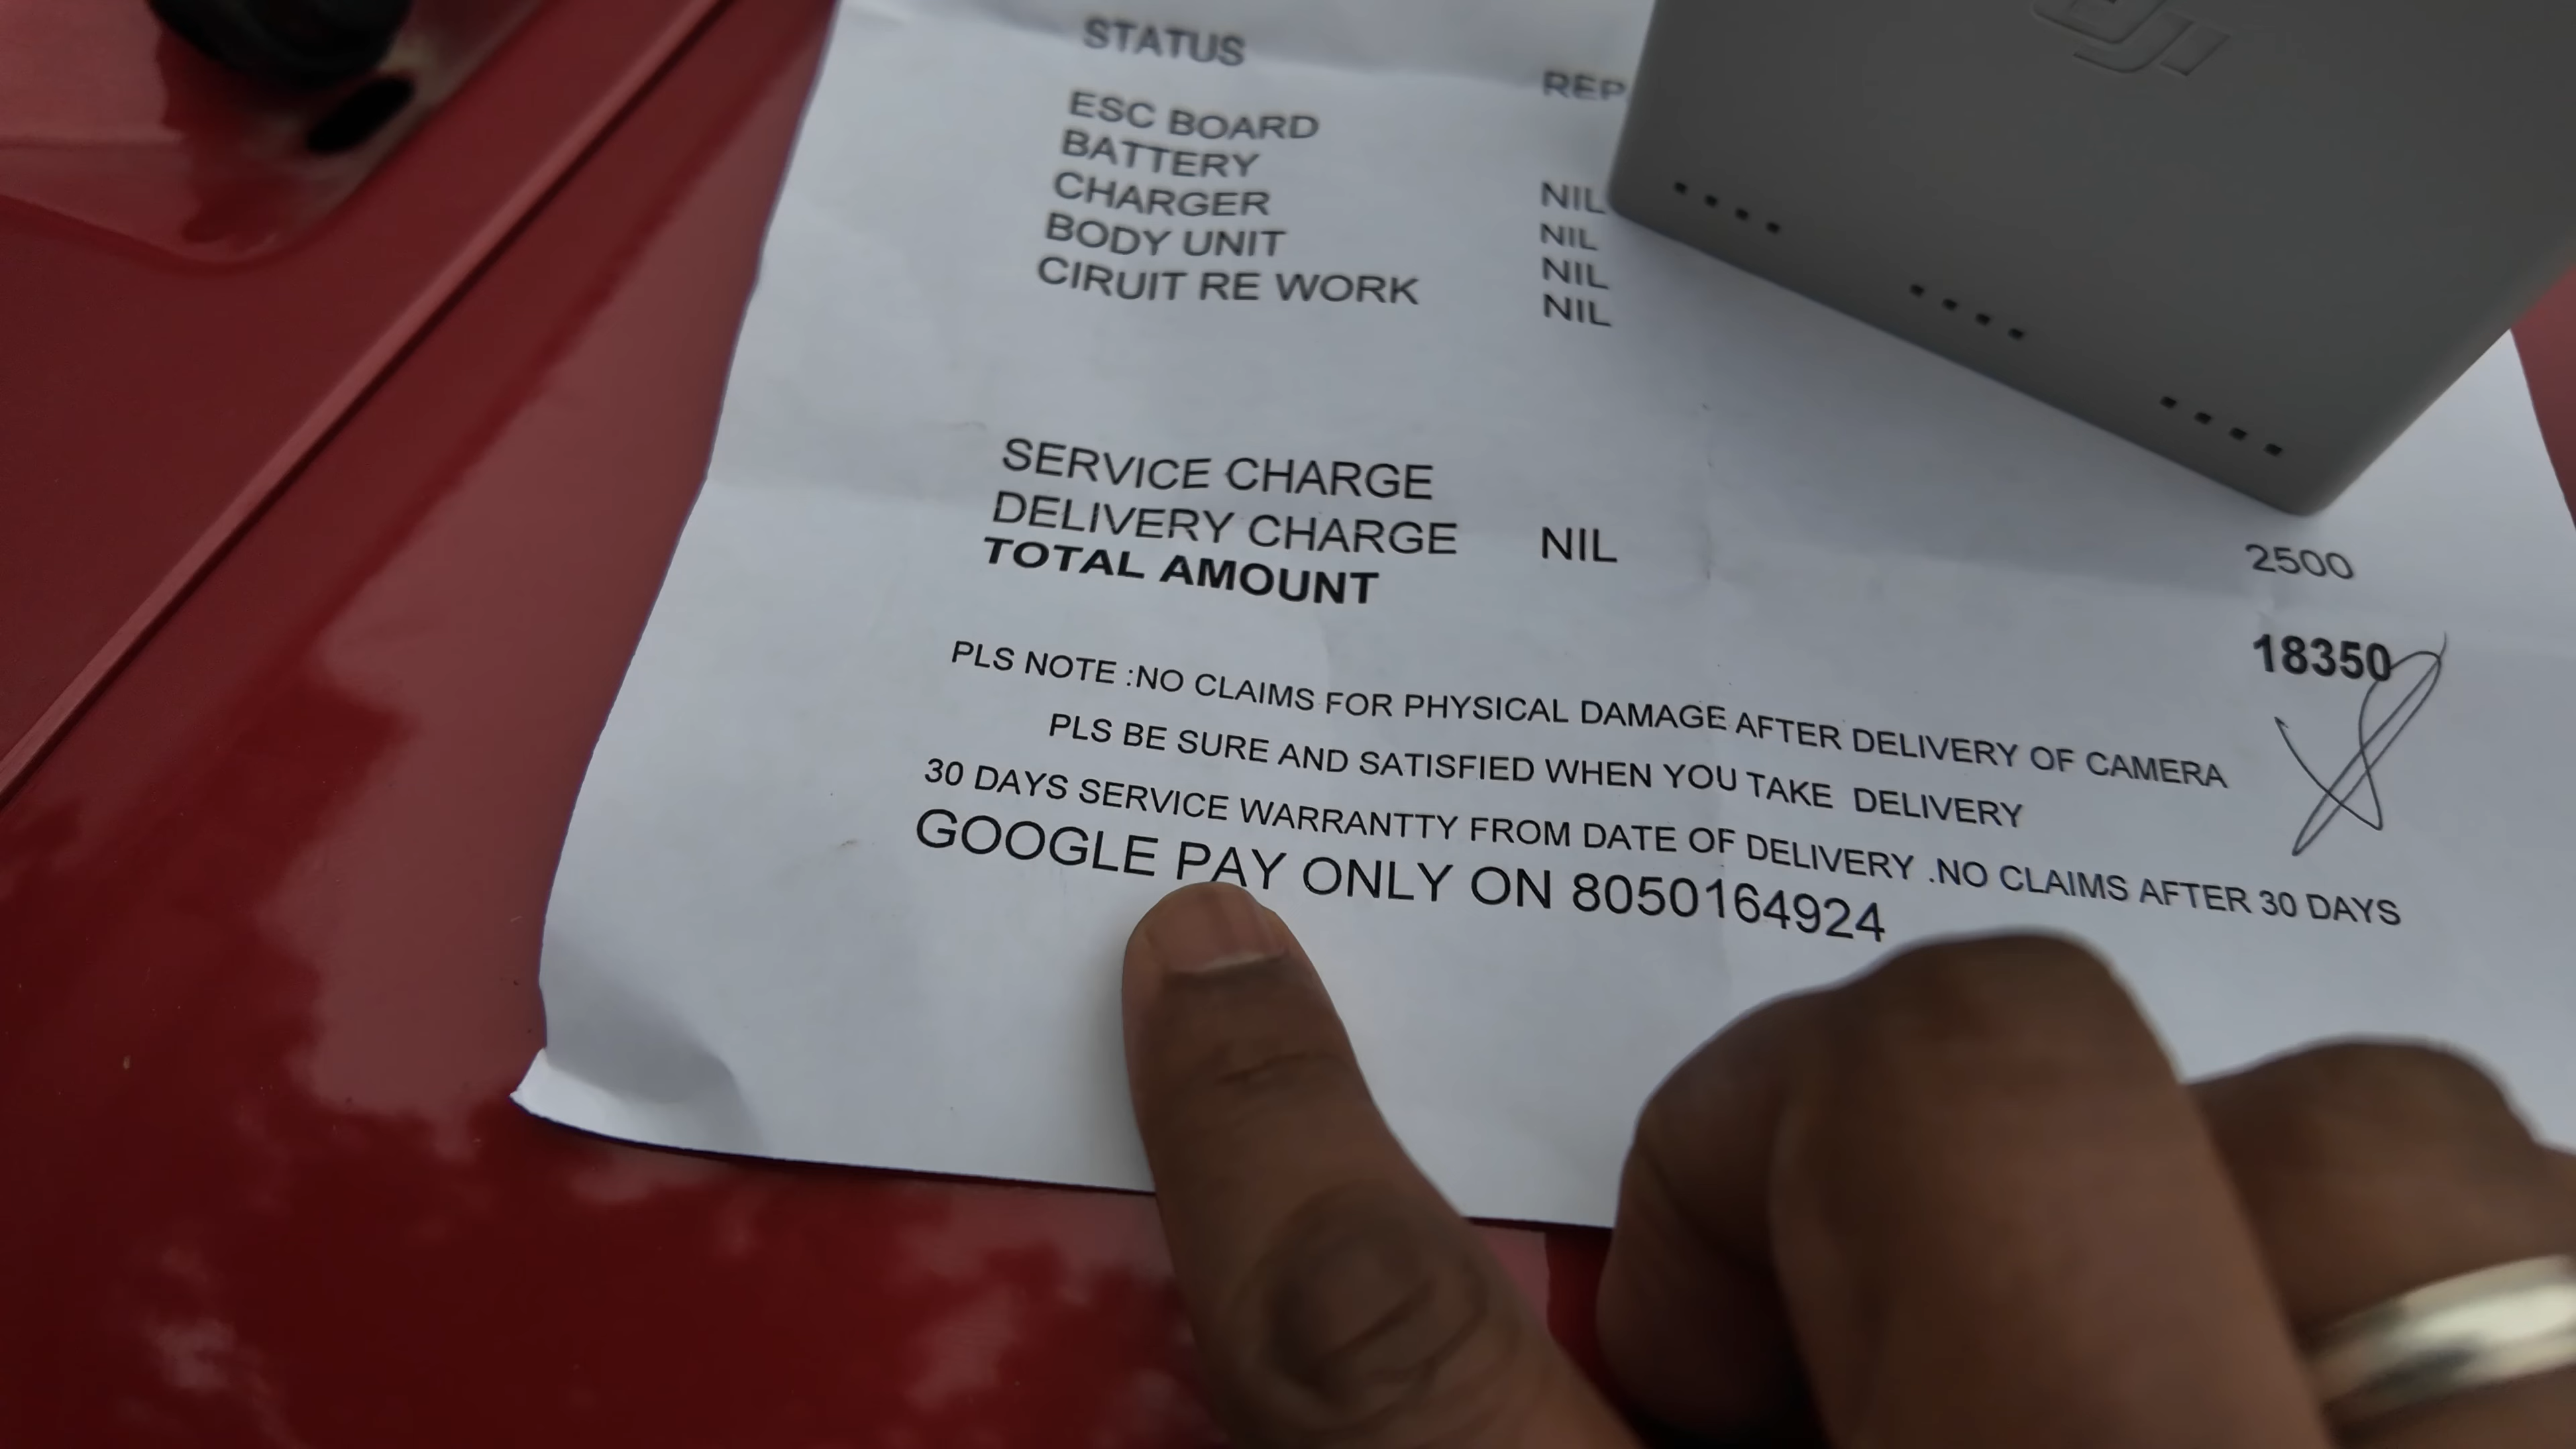 dji
STATUS
REP
ESC BOARD
BATTERY NIL
CHARGER NIL
BODY UNIT NIL
CIRUIT RE WORK NIL
SERVICE CHARGE 2500
DELIVERY CHARGE NIL
TOTAL AMOUNT 18350
PLS NOTE :NO CLAIMS FOR PHYSICAL DAMAGE AFTER DELIVERY OF CAMERA
PLS BE SURE AND SATISFIED WHEN YOU TAKE DELIVERY
30 DAYS SERVICE WARRANTTY FROM DATE OF DELIVERY .NO CLAIMS AFTER 30 DAYS
GOOGLE PAY ONLY ON 8050164924